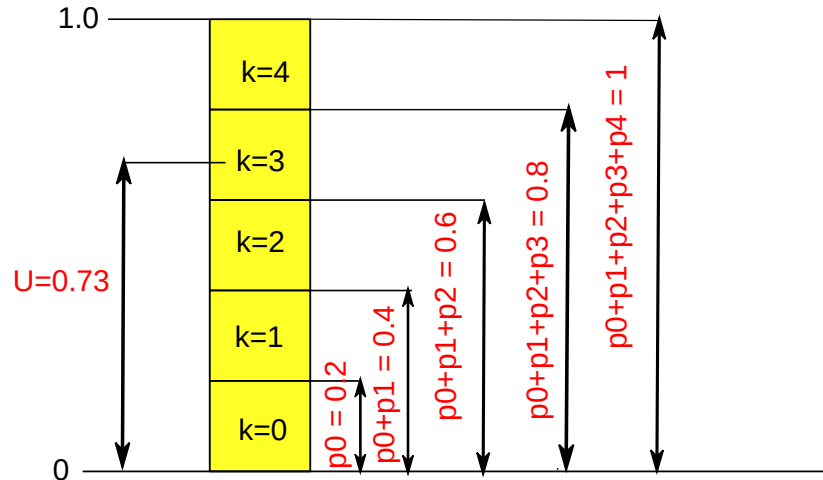 1.0
k=4
k=3
k=2
U=0.73
k=1
k=0
0
p0 = 0.2
p0+p1 = 0.4
p0+p1+p2 = 0.6
p0+p1+p2+p3 = 0.8
p0+p1+p2+p3+p4 = 1